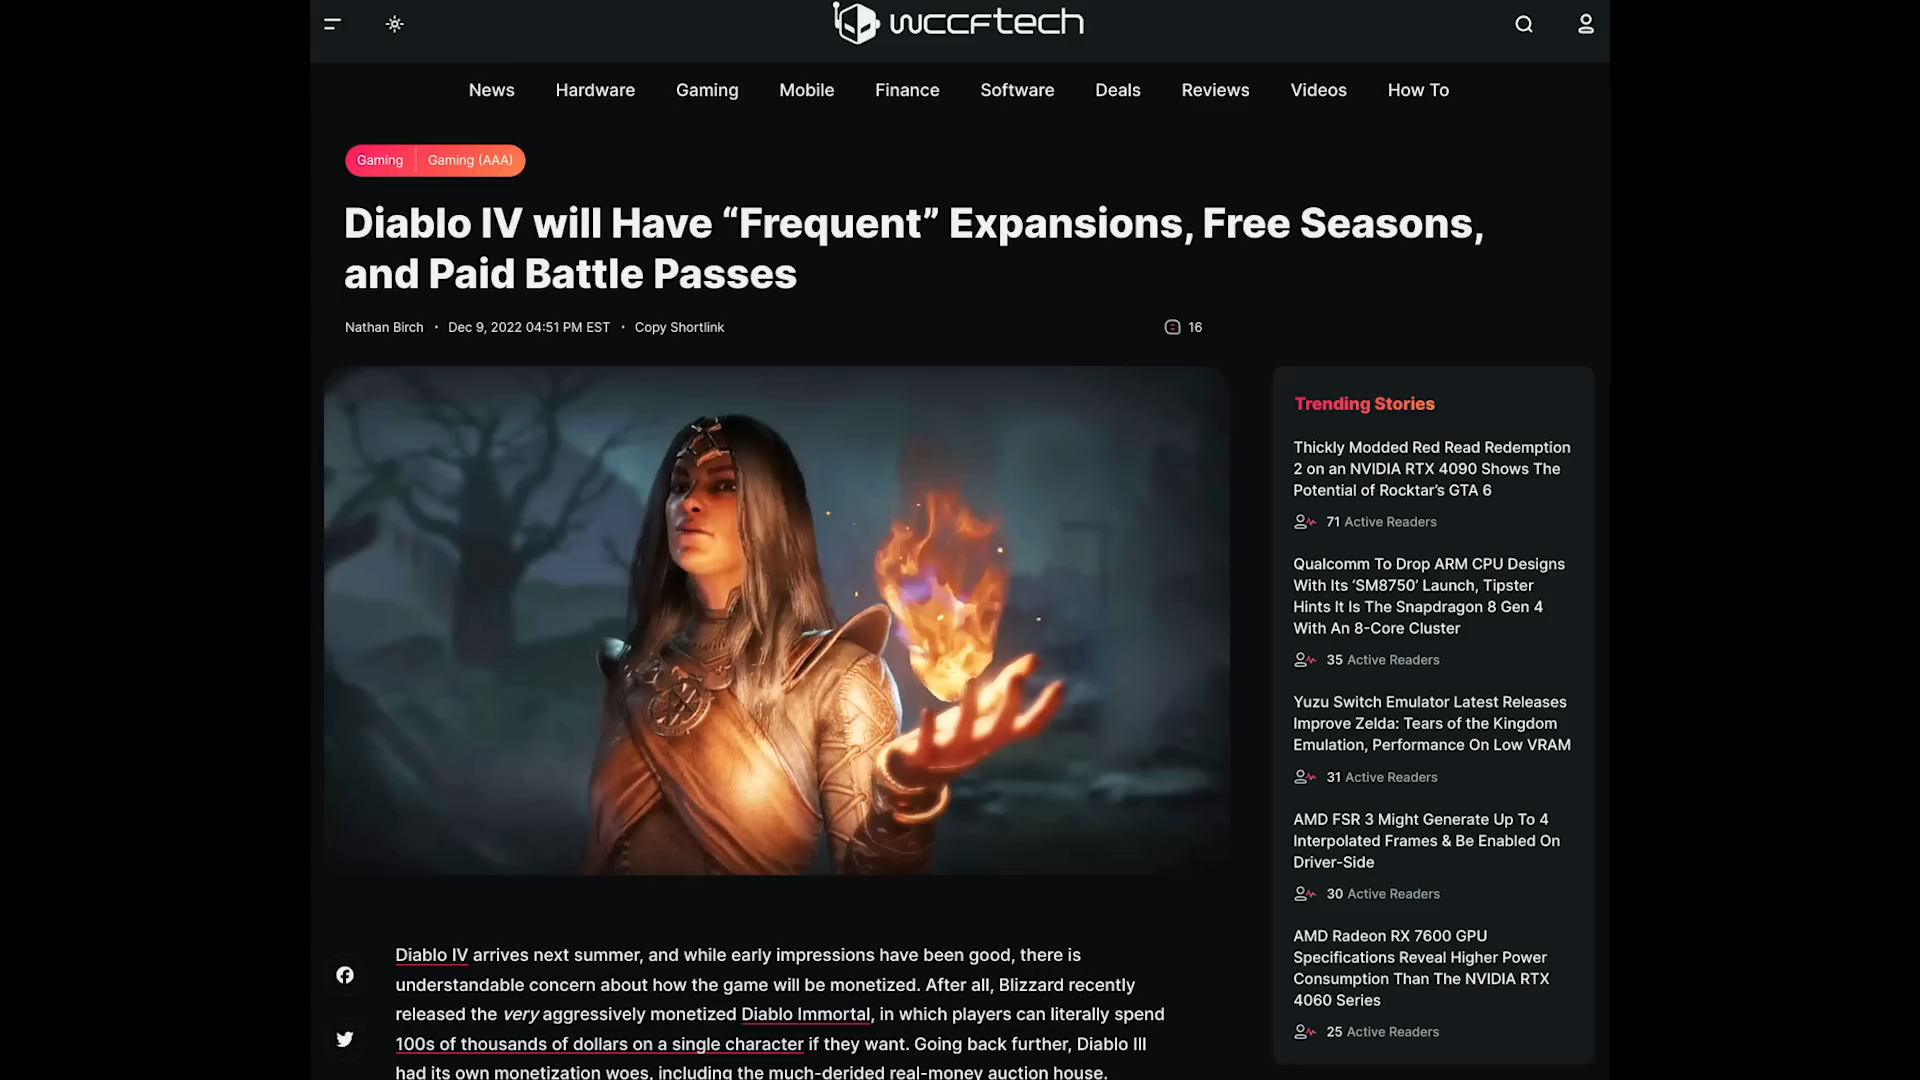 wccftech
News Hardware Gaming Mobile Finance Software Deals Reviews Videos How To
Gaming Gaming (AAA)
Diablo IV will Have “Frequent” Expansions, Free Seasons,
and Paid Battle Passes
Nathan Birch • Dec 9, 2022 04:51 PM EST • Copy Shortlink
16
Diablo IV arrives next summer, and while early impressions have been good, there is
understandable concern about how the game will be monetized. After all, Blizzard recently
released the very aggressively monetized Diablo Immortal, in which players can literally spend
100s of thousands of dollars on a single character if they want. Going back further, Diablo III
had its own monetization woes, including the much-derided real-money auction house.
Trending Stories
Thickly Modded Red Read Redemption
2 on an NVIDIA RTX 4090 Shows The
Potential of Rocktar’s GTA 6
71 Active Readers
Qualcomm To Drop ARM CPU Designs
With Its ‘SM8750’ Launch, Tipster
Hints It Is The Snapdragon 8 Gen 4
With An 8-Core Cluster
35 Active Readers
Yuzu Switch Emulator Latest Releases
Improve Zelda: Tears of the Kingdom
Emulation, Performance On Low VRAM
31 Active Readers
AMD FSR 3 Might Generate Up To 4
Interpolated Frames & Be Enabled On
Driver-Side
30 Active Readers
AMD Radeon RX 7600 GPU
Specifications Reveal Higher Power
Consumption Than The NVIDIA RTX
4060 Series
25 Active Readers